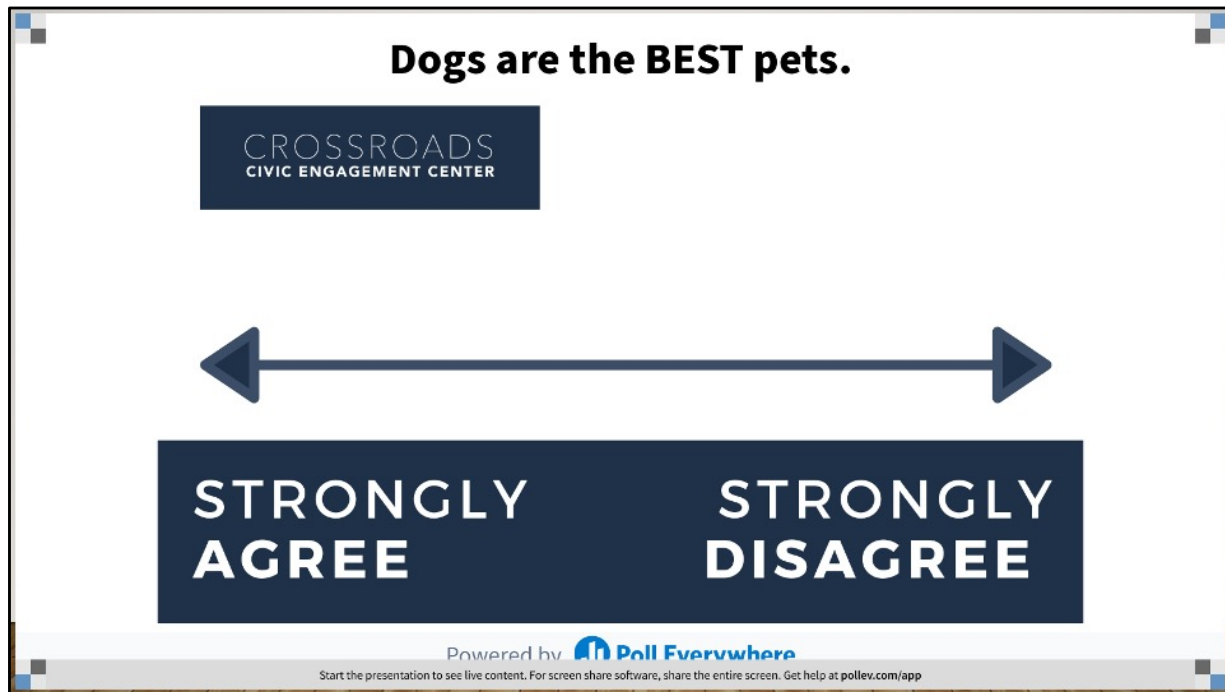 Dogs are the BEST pets.
CROSSROADS
CIVIC ENGAGEMENT CENTER
STRONGLY
AGREE
STRONGLY
DISAGREE
Powered by Poll Everywhere
Start the presentation to see live content. For screen share software, share the entire screen. Get help at pollev.com/app